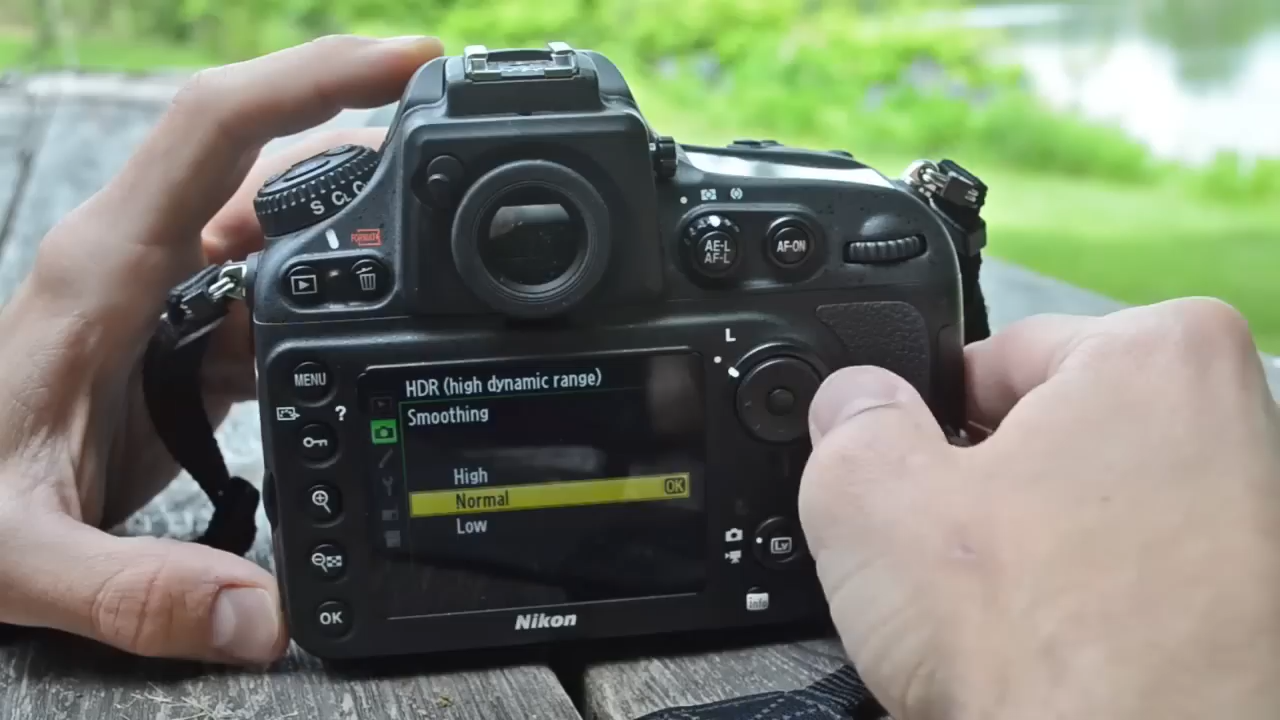 S CL C
FORMAT
AE-L
AF-L
AF-ON
L
MENU
?
HDR (high dynamic range)
Smoothing
High
Normal OK
Low
Lv
info
OK
Nikon